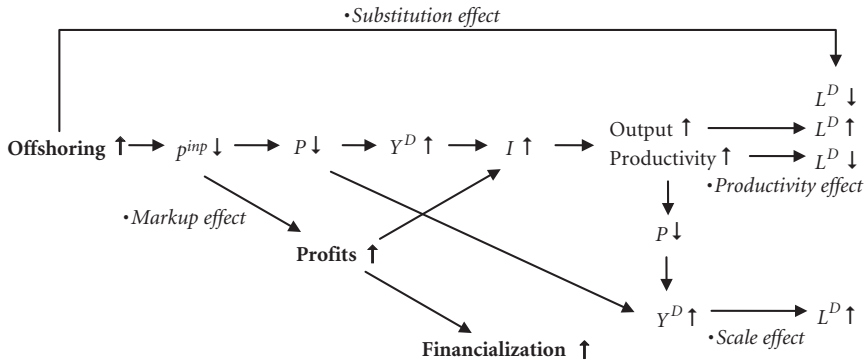 •Substitution effect
L^D ↓
Offshoring ↑ → p^inp ↓ → P ↓ → Y^D ↑ → I ↑ → Output ↑ → L^D ↑
Productivity ↑ → L^D ↓
•Productivity effect
•Markup effect
P ↓
Profits ↑
Y^D ↑ → L^D ↑
•Scale effect
Financialization ↑